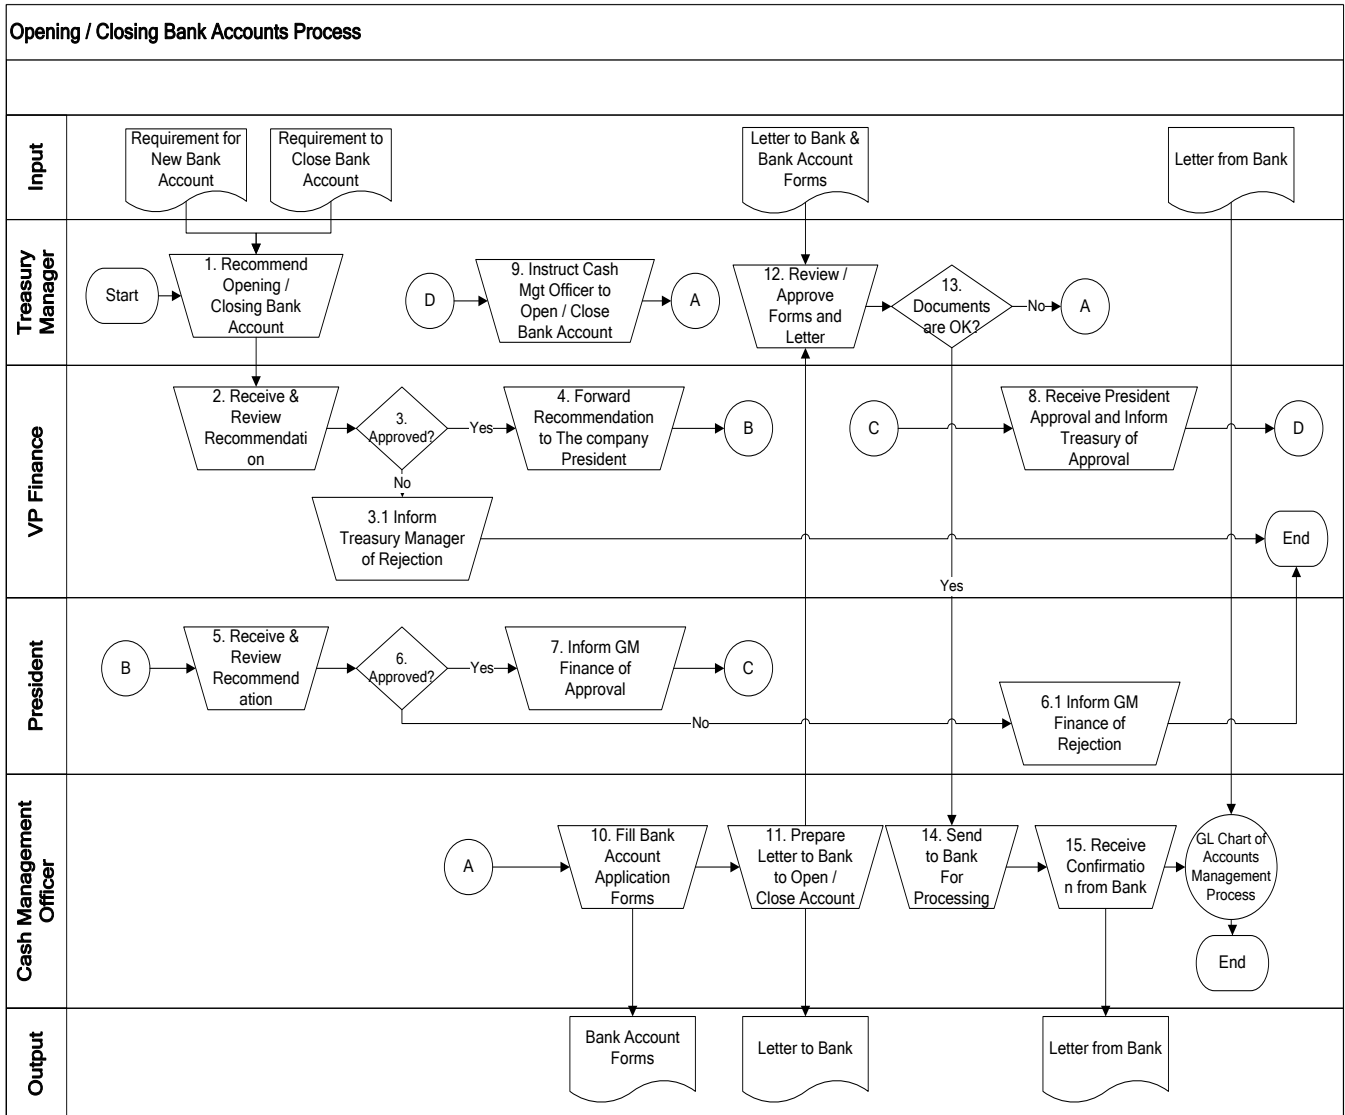 Opening / Closing Bank Accounts Process
Input
Requirement for
New Bank
Account
Requirement to
Close Bank
Account
Letter to Bank &
Bank Account
Forms
Letter from Bank
Treasury
Manager
Start
1. Recommend
Opening /
Closing Bank
Account
D
9. Instruct Cash
Mgt Officer to
Open / Close
Bank Account
A
12. Review /
Approve
Forms and
Letter
13.
Documents
are OK?
No
A
VP Finance
2. Receive &
Review
Recommendati
on
3.
Approved?
Yes
4. Forward
Recommendation
to The company
President
B
C
8. Receive President
Approval and Inform
Treasury of
Approval
D
No
3.1 Inform
Treasury Manager
of Rejection
End
Yes
President
B
5. Receive &
Review
Recommend
ation
6.
Approved?
Yes
7. Inform GM
Finance of
Approval
C
No
6.1 Inform GM
Finance of
Rejection
Cash Management
Officer
A
10. Fill Bank
Account
Application
Forms
11. Prepare
Letter to Bank
to Open /
Close Account
14. Send
to Bank
For
Processing
15. Receive
Confirmatio
n from Bank
GL Chart of
Accounts
Management
Process
End
Output
Bank Account
Forms
Letter to Bank
Letter from Bank